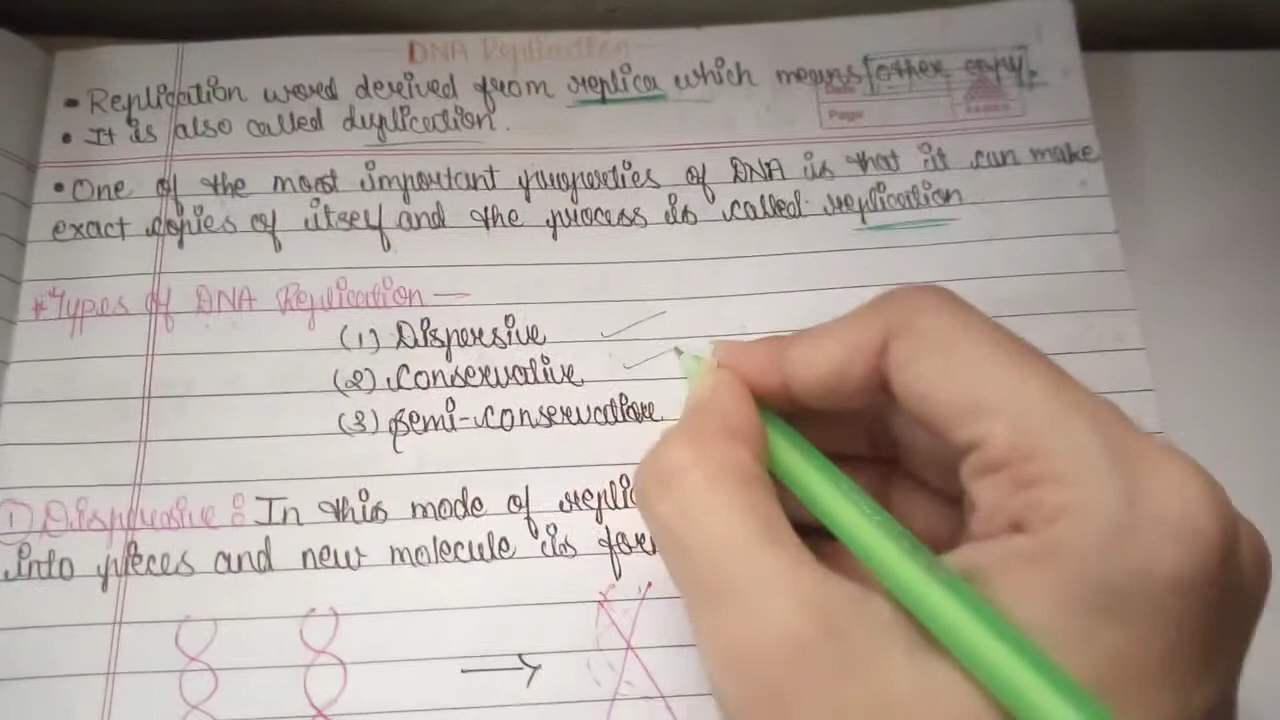 DNA Replication
• Replication word derived from replica which means other copy.
• It is also called duplication.
Page
• One of the most important properties of DNA is that it can make
exact copies of itself and the process is called replication
# Types of DNA Replication —
(1) Dispersive
(2) Conservative
(3) Semi-conservative
① Dispersive : In this mode of replic
into pieces and new molecule is for